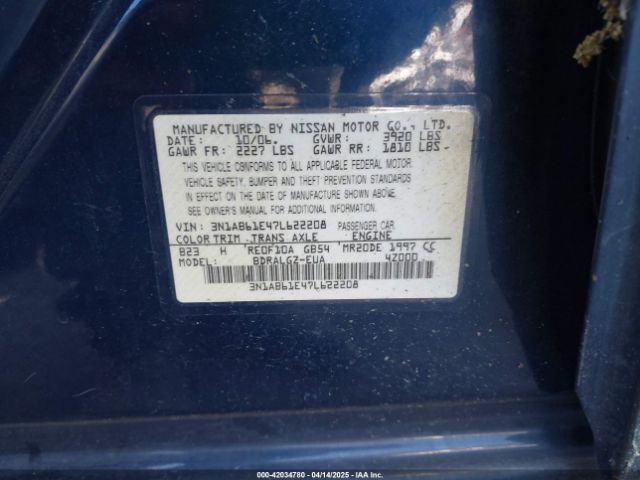 MANUFACTURED BY NISSAN MOTOR CO., LTD.
DATE: 10/06. GVWR: 3920 LBS
GAWR FR: 2227 LBS GAWR RR: 1810 LBS.
THIS VEHICLE CONFORMS TO ALL APPLICABLE FEDERAL MOTOR
VEHICLE SAFETY, BUMPER AND THEFT PREVENTION STANDARDS
IN EFFECT ON THE DATE OF MANUFACTURE SHOWN ABOVE.
SEE OWNER'S MANUAL FOR ADDITIONAL INFORMATION.
VIN: 3N1AB61E47L622208 PASSENGER CAR
COLOR TRIM TRANS AXLE ENGINE
B23 H RE0F10A GB54 MR20DE 1997 CC
MODEL: BDRALGZ-EUA 4Z000
3N1AB61E47L622208
000-42034780 04/14/2025 - IAA Inc.